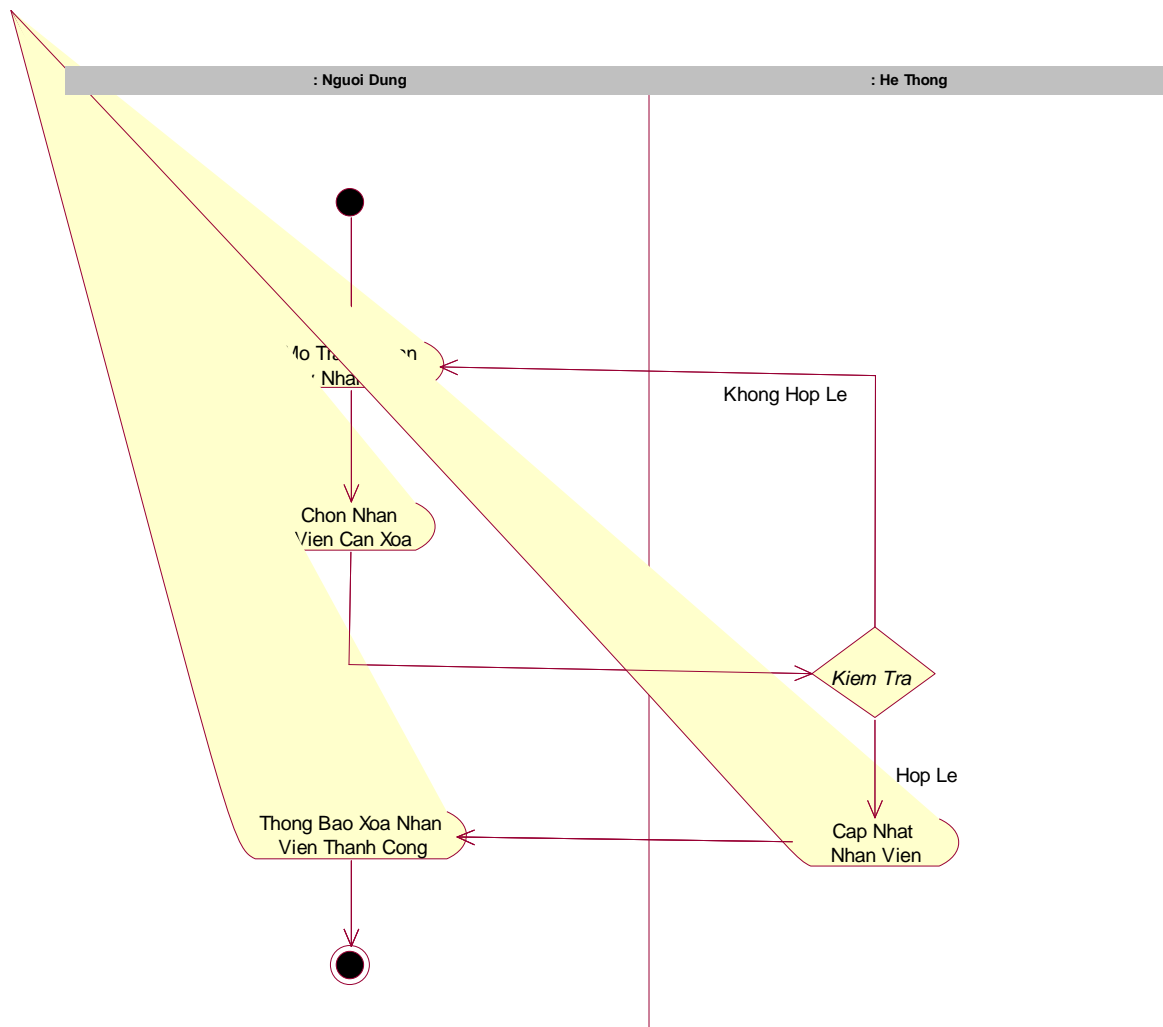 : Nguoi Dung
: He Thong
Nhan
Khong Hop Le
Chon Nhan
Vien Can Xoa
Kiem Tra
Hop Le
Thong Bao Xoa Nhan
Vien Thanh Cong
Cap Nhat
Nhan Vien